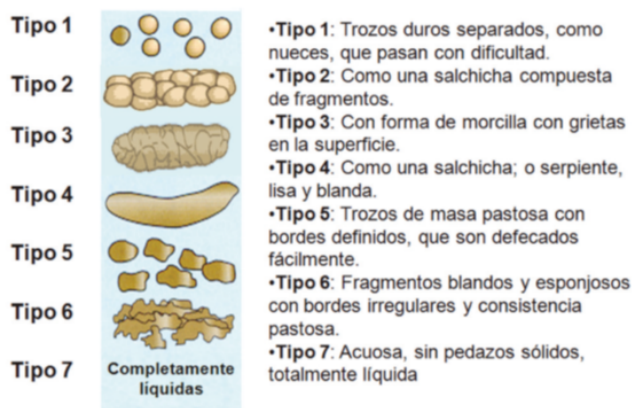 Tipo 1
Tipo 2
Tipo 3
Tipo 4
Tipo 5
Tipo 6
Tipo 7
Completamente
líquidas
•Tipo 1: Trozos duros separados, como
nueces, que pasan con dificultad.
•Tipo 2: Como una salchicha compuesta
de fragmentos.
•Tipo 3: Con forma de morcilla con grietas
en la superficie.
•Tipo 4: Como una salchicha; o serpiente,
lisa y blanda.
•Tipo 5: Trozos de masa pastosa con
bordes definidos, que son defecados
fácilmente.
•Tipo 6: Fragmentos blandos y esponjosos
con bordes irregulares y consistencia
pastosa.
•Tipo 7: Acuosa, sin pedazos sólidos,
totalmente líquida